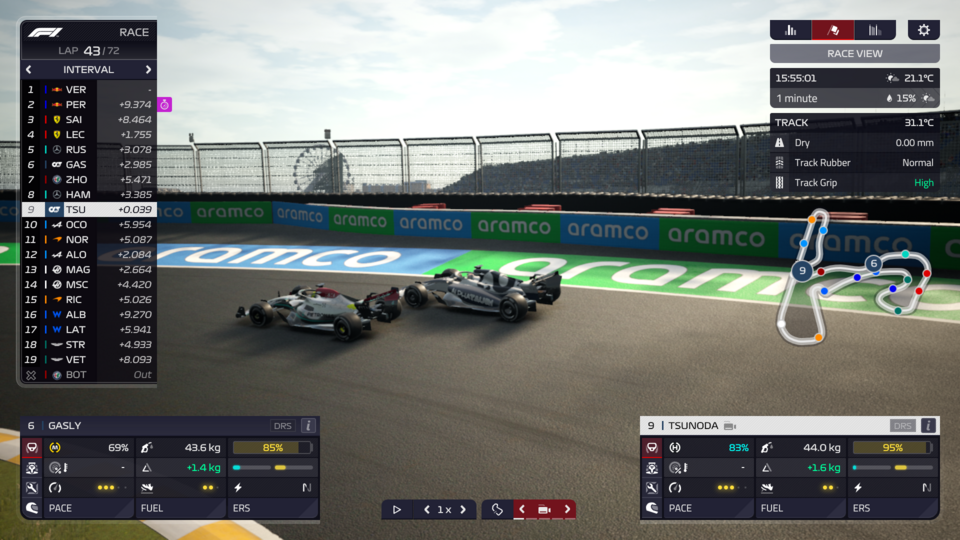 F1 RACE
LAP 43/72
INTERVAL
1 VER -
2 PER +9.374
3 SAI +8.464
4 LEC +1.755
5 RUS +3.078
6 GAS +2.985
7 ZHO +5.471
8 HAM +3.385
9 TSU +0.039
10 OCO +5.954
11 NOR +5.087
12 ALO +2.084
13 MAG +2.664
14 MSC +4.420
15 RIC +5.026
16 ALB +9.270
17 LAT +5.941
18 STR +4.933
19 VET +8.093
BOT Out
RACE VIEW
15:55:01 21.1°C
1 minute 15%
TRACK 31.1°C
Dry 0.00 mm
Track Rubber Normal
Track Grip High
9 6
aramco aramco aramco aramco aramco aramco aramco
aramco aramco
6 GASLY DRS i
M 69% 43.6 kg 85%
- +1.4 kg
N
PACE FUEL ERS
1x
9 TSUNODA DRS i
H 83% 44.0 kg 95%
- +1.6 kg
N
PACE FUEL ERS